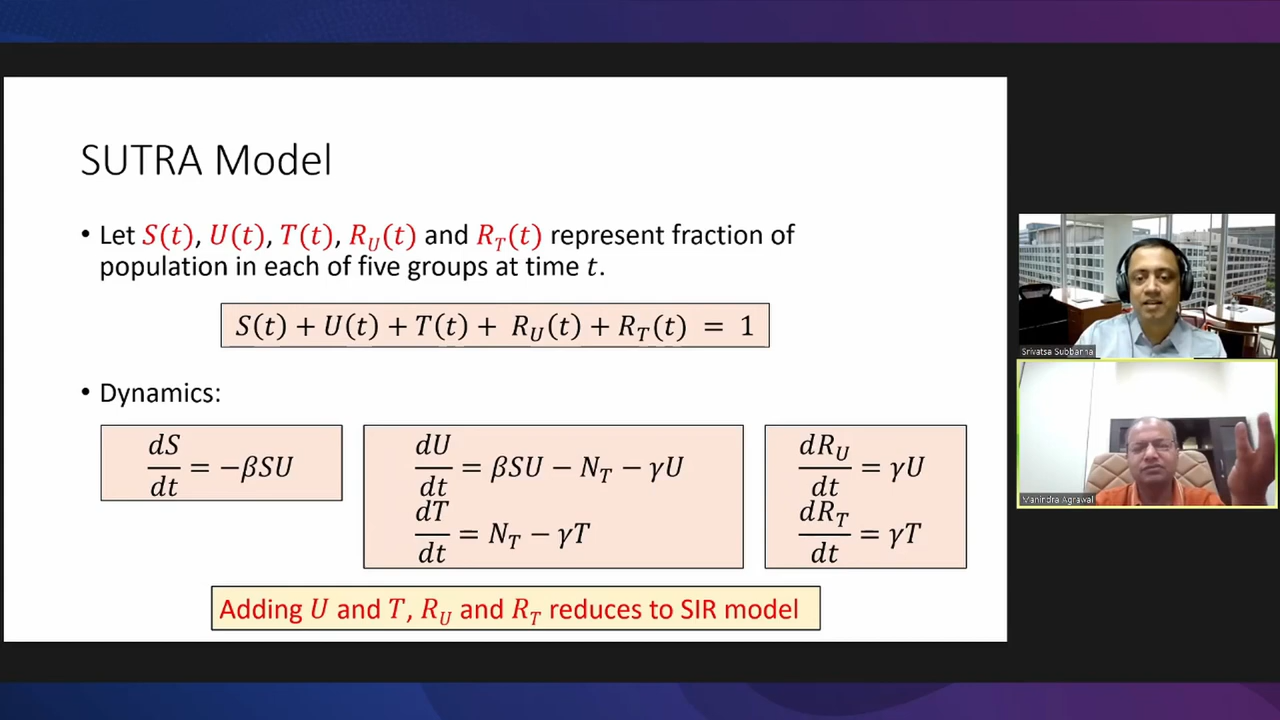 SUTRA Model
• Let S(t), U(t), T(t), R_U(t) and R_T(t) represent fraction of
population in each of five groups at time t.
S(t) + U(t) + T(t) + R_U(t) + R_T(t) = 1
• Dynamics:
dS/dt = −βSU
dU/dt = βSU − N_T − γU
dT/dt = N_T − γT
dR_U/dt = γU
dR_T/dt = γT
Adding U and T, R_U and R_T reduces to SIR model
Srivatsa Subbanna
Manindra Agrawal